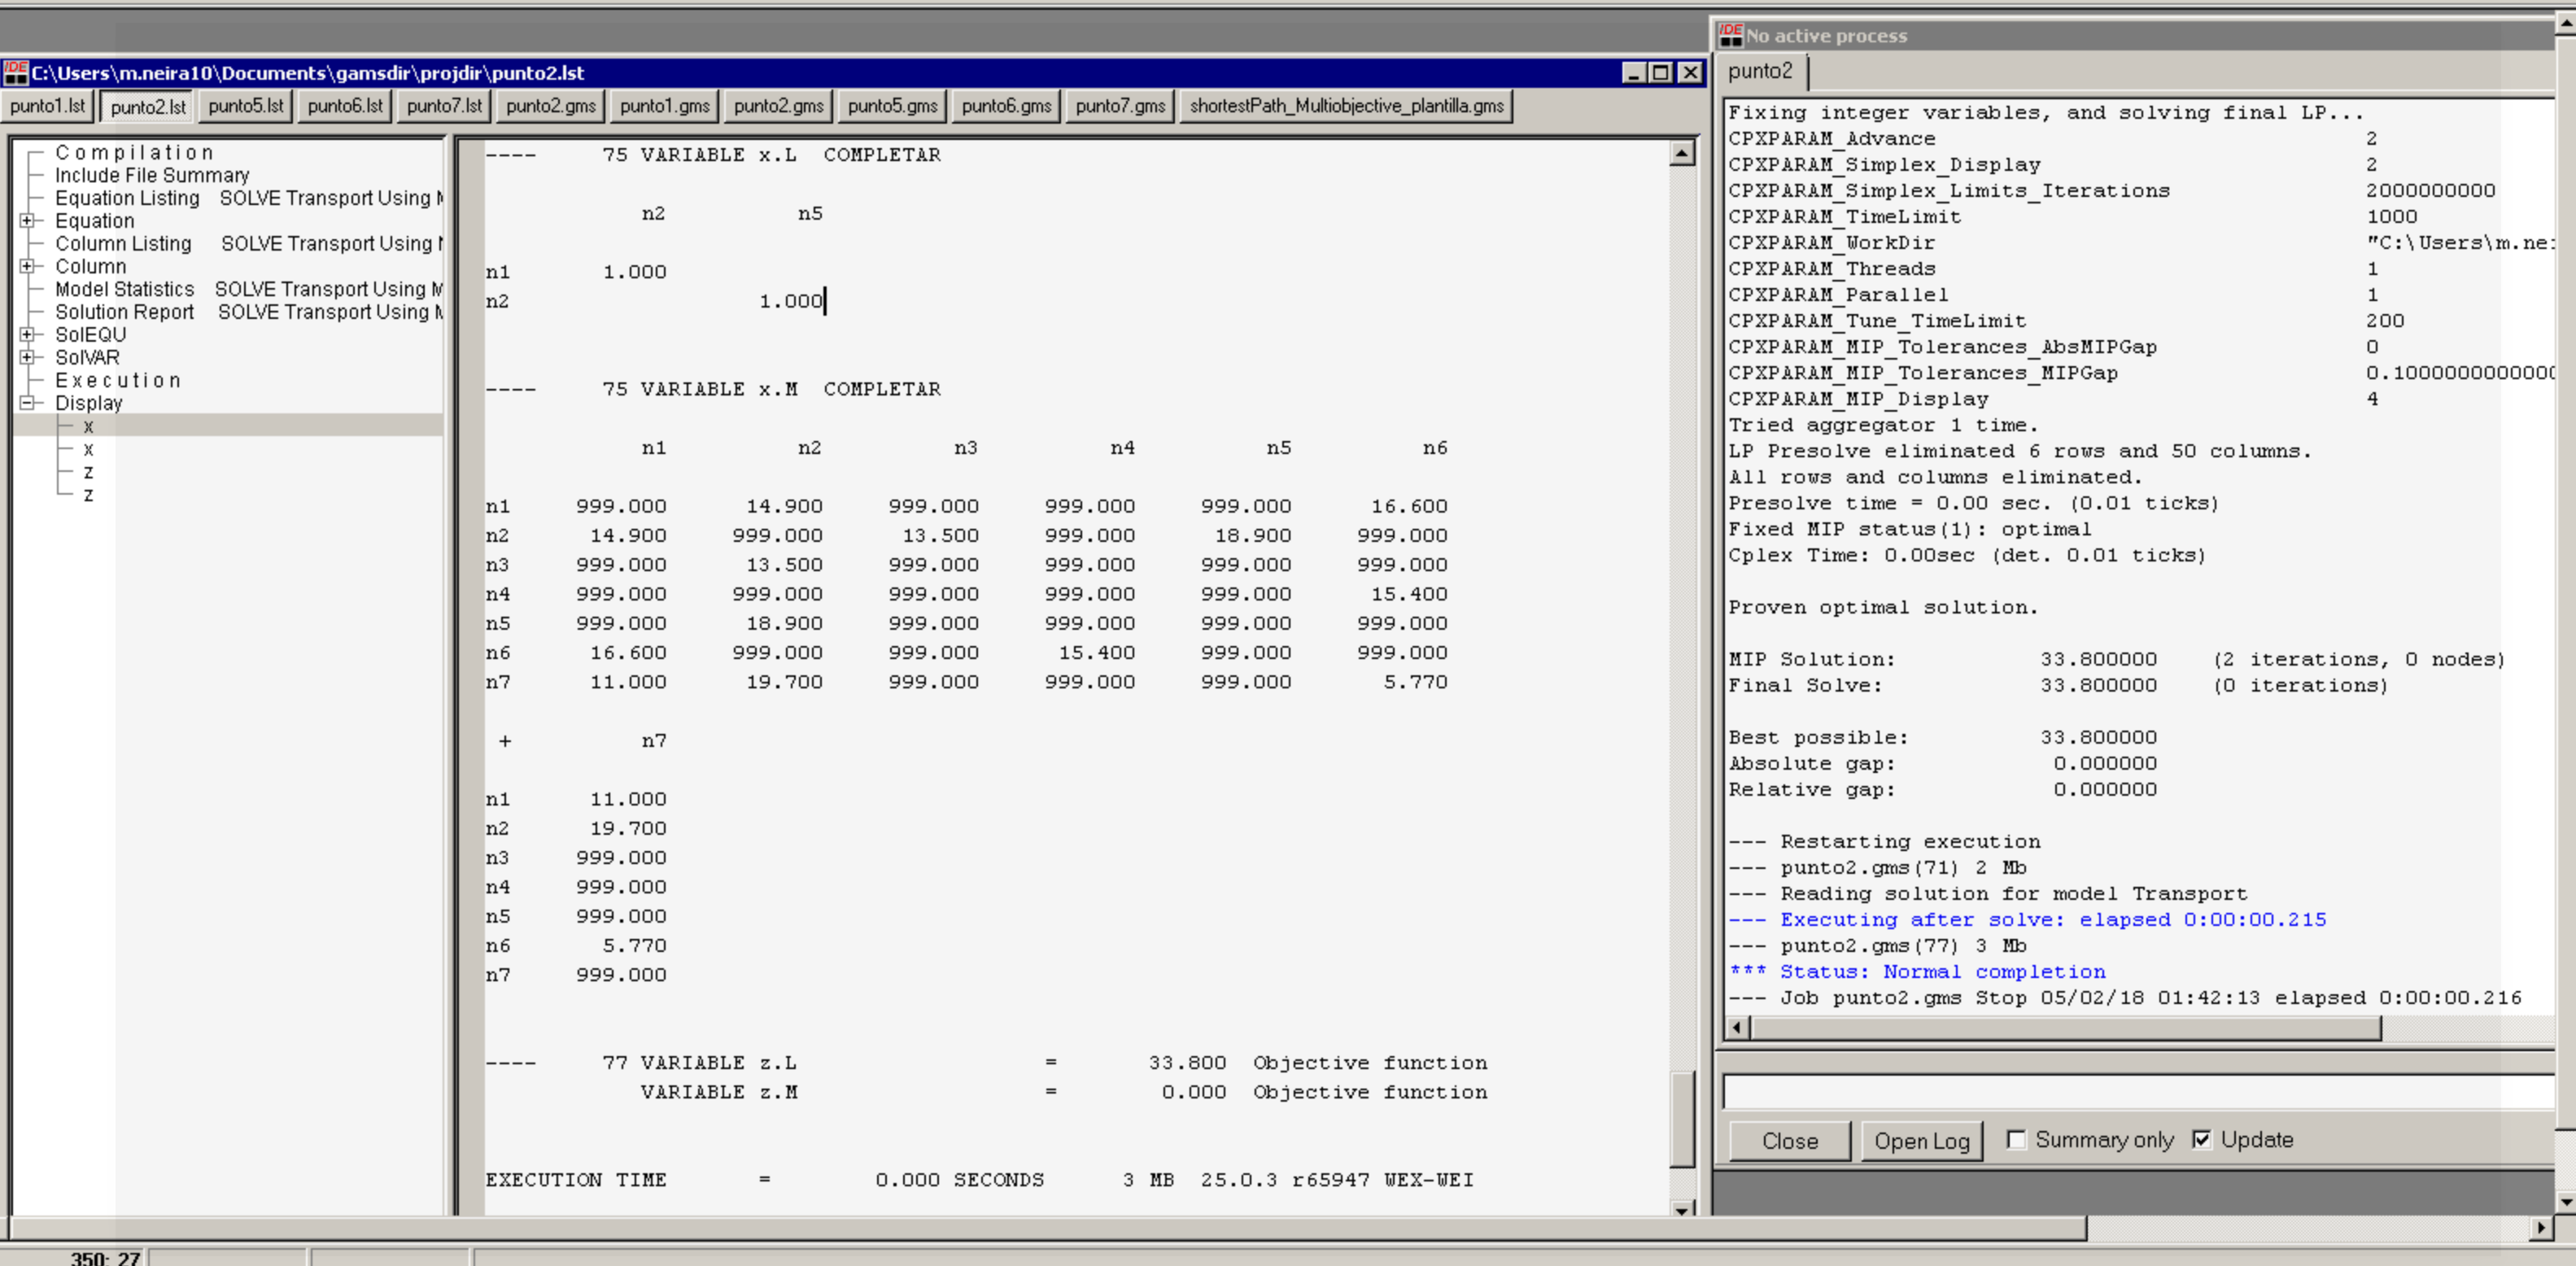 No active process
C:\Users\m.neira10\Documents\gamsdir\projdir\punto2.lst
punto1.lst punto2.lst punto5.lst punto6.lst punto7.lst punto2.gms punto1.gms punto2.gms punto5.gms punto6.gms punto7.gms shortestPath_Multiobjective_plantilla.gms
Compilation
Include File Summary
Equation Listing SOLVE Transport Using M
Equation
Column Listing SOLVE Transport Using
Column
Model Statistics SOLVE Transport Using M
Solution Report SOLVE Transport Using M
SolEQU
SolVAR
Execution
Display
x
x
z
z
---- 75 VARIABLE x.L COMPLETAR
n2 n5
n1 1.000
n2 1.000
---- 75 VARIABLE x.M COMPLETAR
n1 n2 n3 n4 n5 n6
n1 999.000 14.900 999.000 999.000 999.000 16.600
n2 14.900 999.000 13.500 999.000 18.900 999.000
n3 999.000 13.500 999.000 999.000 999.000 999.000
n4 999.000 999.000 999.000 999.000 999.000 15.400
n5 999.000 18.900 999.000 999.000 999.000 999.000
n6 16.600 999.000 999.000 15.400 999.000 999.000
n7 11.000 19.700 999.000 999.000 999.000 5.770
+ n7
n1 11.000
n2 19.700
n3 999.000
n4 999.000
n5 999.000
n6 5.770
n7 999.000
---- 77 VARIABLE z.L = 33.800 Objective function
VARIABLE z.M = 0.000 Objective function
EXECUTION TIME = 0.000 SECONDS 3 MB 25.0.3 r65947 WEX-WEI
punto2
Fixing integer variables, and solving final LP...
CPXPARAM_Advance 2
CPXPARAM_Simplex_Display 2
CPXPARAM_Simplex_Limits_Iterations 2000000000
CPXPARAM_TimeLimit 1000
CPXPARAM_WorkDir "C:\Users\m.nei
CPXPARAM_Threads 1
CPXPARAM_Parallel 1
CPXPARAM_Tune_TimeLimit 200
CPXPARAM_MIP_Tolerances_AbsMIPGap 0
CPXPARAM_MIP_Tolerances_MIPGap 0.1000000000000
CPXPARAM_MIP_Display 4
Tried aggregator 1 time.
LP Presolve eliminated 6 rows and 50 columns.
All rows and columns eliminated.
Presolve time = 0.00 sec. (0.01 ticks)
Fixed MIP status(1): optimal
Cplex Time: 0.00sec (det. 0.01 ticks)
Proven optimal solution.
MIP Solution: 33.800000 (2 iterations, 0 nodes)
Final Solve: 33.800000 (0 iterations)
Best possible: 33.800000
Absolute gap: 0.000000
Relative gap: 0.000000
--- Restarting execution
--- punto2.gms(71) 2 Mb
--- Reading solution for model Transport
--- Executing after solve: elapsed 0:00:00.215
--- punto2.gms(77) 3 Mb
*** Status: Normal completion
--- Job punto2.gms Stop 05/02/18 01:42:13 elapsed 0:00:00.216
Close Open Log Summary only Update
350: 27